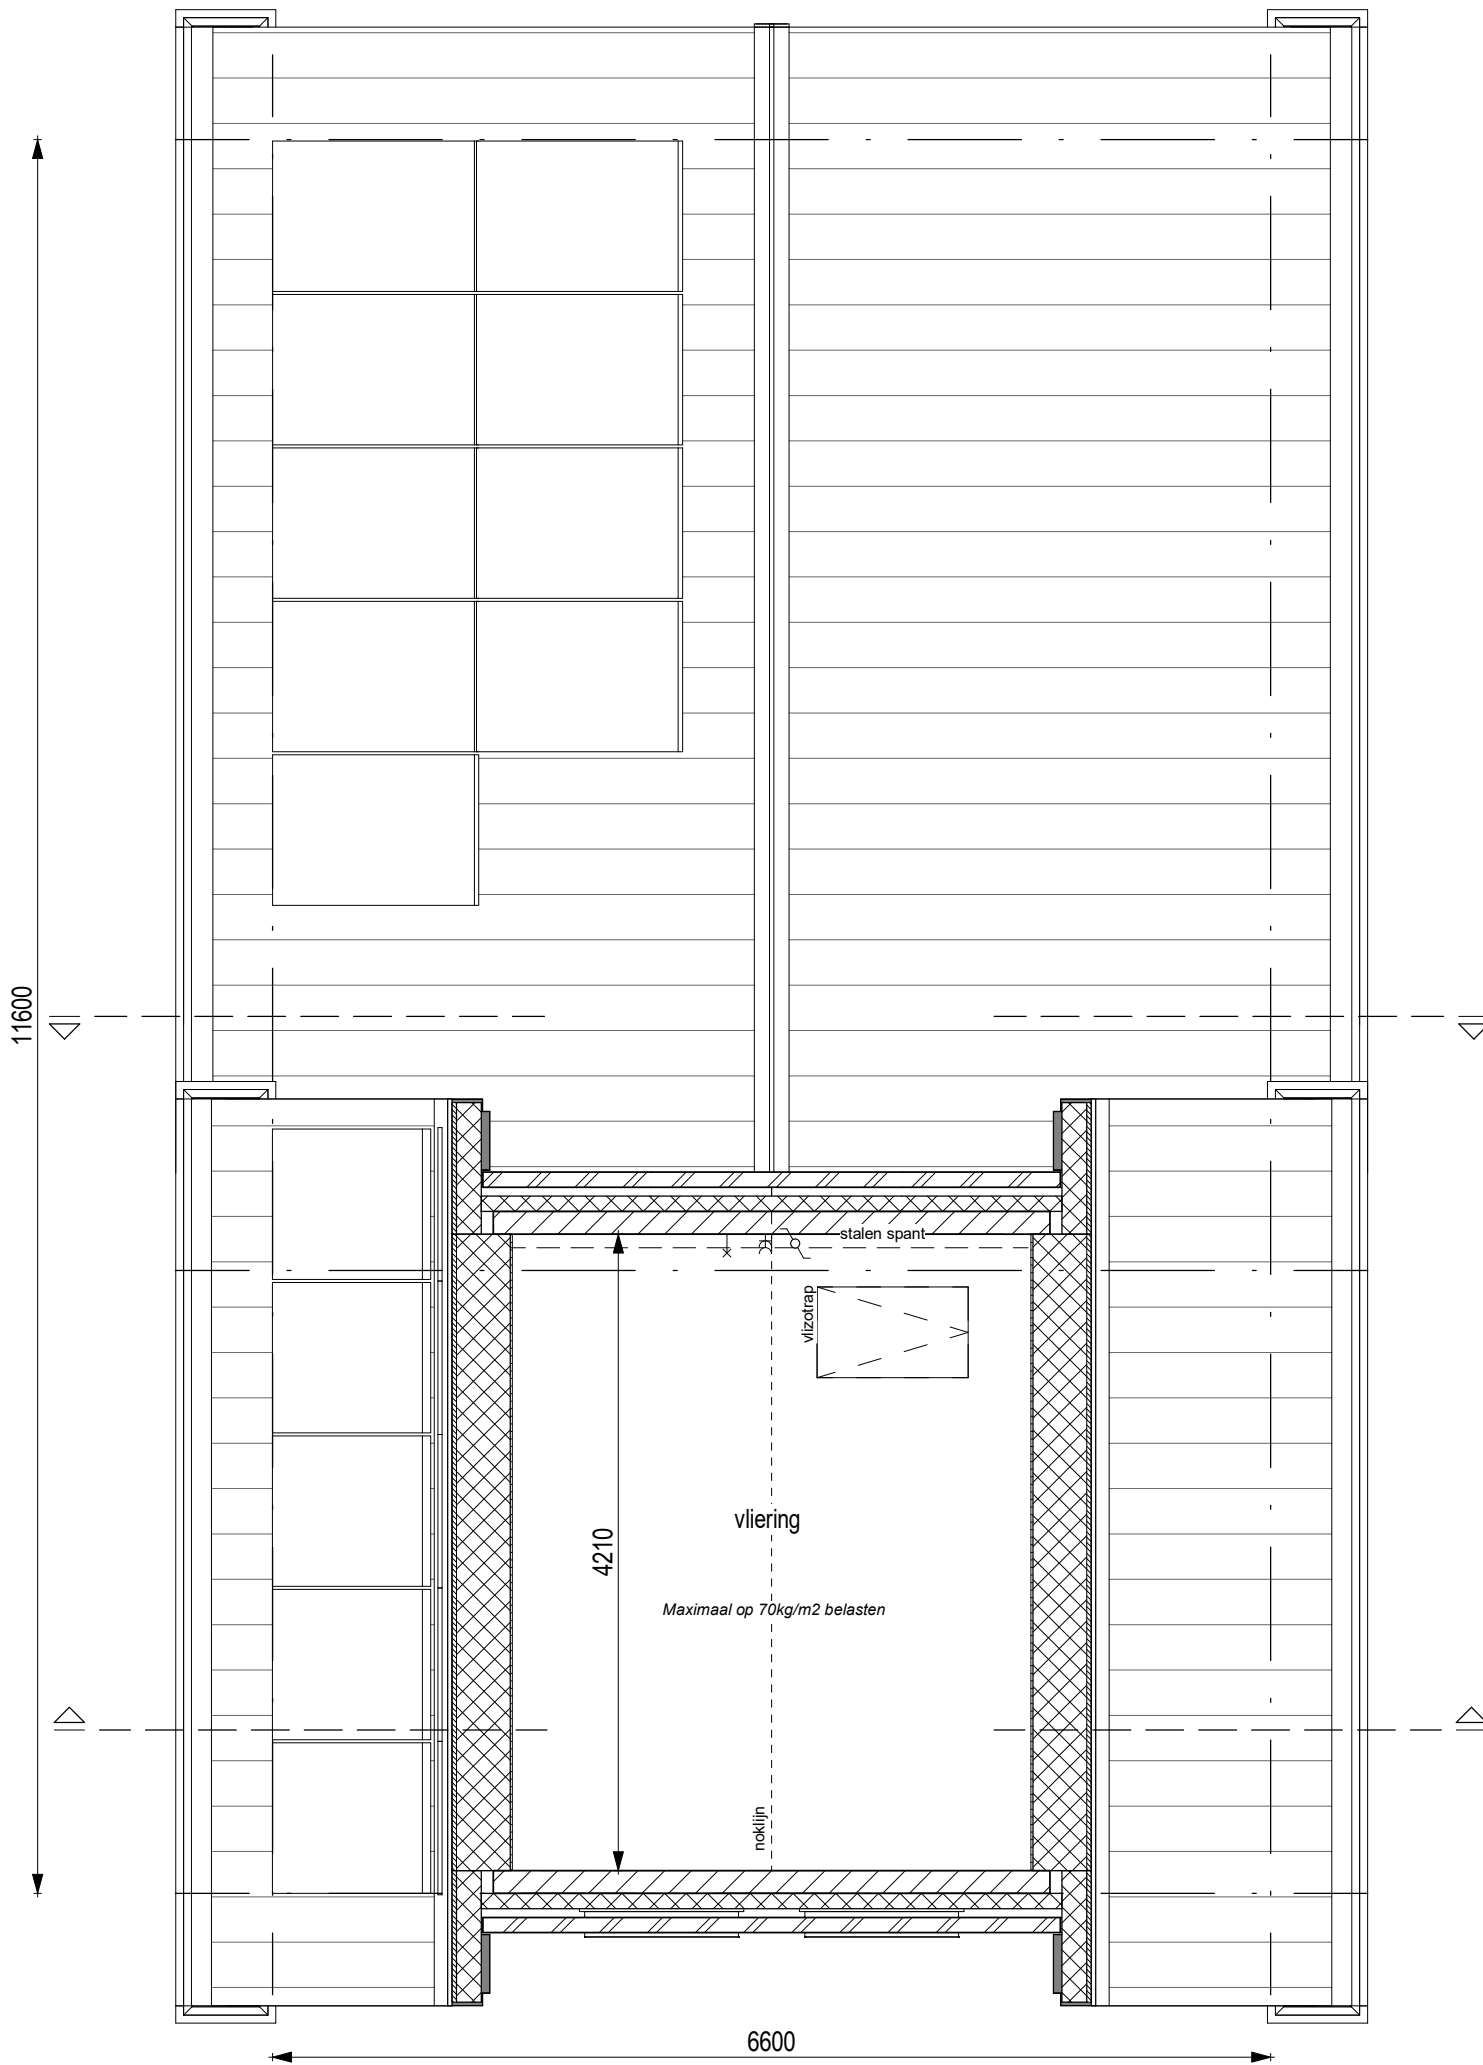 11600
stalen spant
vlizotrap
vliering
4210
Maximaal op 70kg/m2 belasten
noklijn
6600